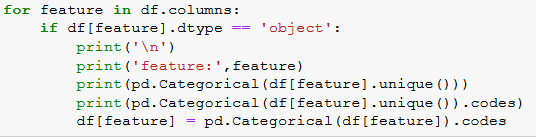 for feature in df.columns:
    if df[feature].dtype == 'object':
        print('\n')
        print('feature:',feature)
        print(pd.Categorical(df[feature].unique()))
        print(pd.Categorical(df[feature].unique()).codes)
        df[feature] = pd.Categorical(df[feature]).codes